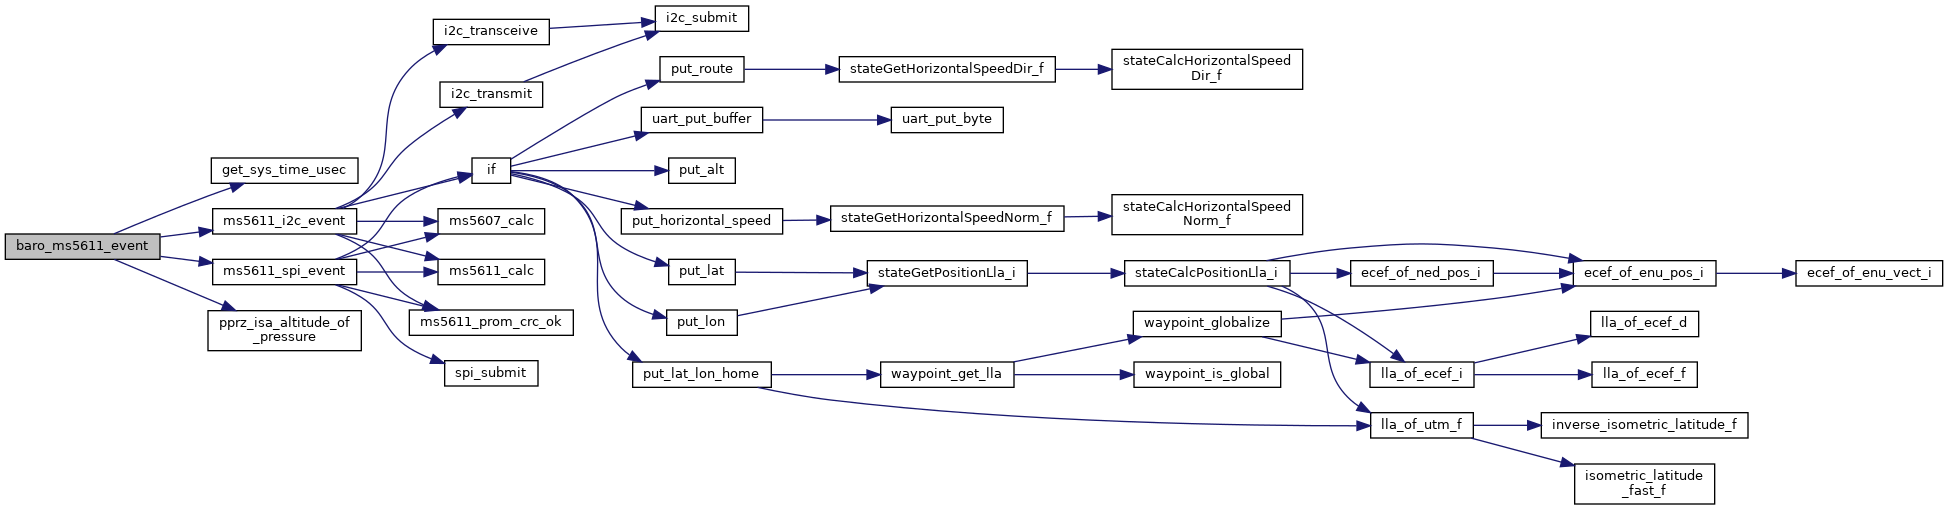 baro_ms5611_event
get_sys_time_usec
ms5611_i2c_event
ms5611_spi_event
pprz_isa_altitude_of
_pressure
i2c_transceive
i2c_transmit
if
ms5607_calc
ms5611_calc
ms5611_prom_crc_ok
spi_submit
i2c_submit
put_route
uart_put_buffer
put_alt
put_horizontal_speed
put_lat
put_lon
put_lat_lon_home
stateGetHorizontalSpeedDir_f
uart_put_byte
stateGetHorizontalSpeedNorm_f
stateGetPositionLla_i
waypoint_get_lla
stateCalcHorizontalSpeed
Dir_f
stateCalcHorizontalSpeed
Norm_f
stateCalcPositionLla_i
waypoint_globalize
waypoint_is_global
ecef_of_ned_pos_i
lla_of_ecef_i
lla_of_utm_f
ecef_of_enu_pos_i
lla_of_ecef_d
lla_of_ecef_f
inverse_isometric_latitude_f
isometric_latitude
_fast_f
ecef_of_enu_vect_i